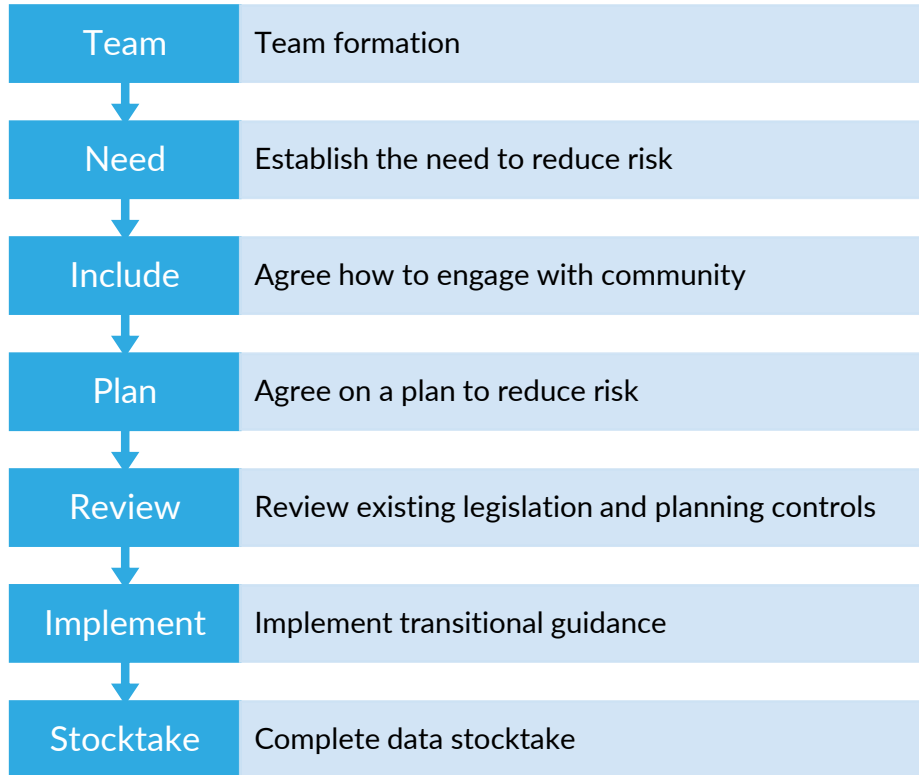 Team
Team formation
Need
Establish the need to reduce risk
Include
Agree how to engage with community
Plan
Agree on a plan to reduce risk
Review
Review existing legislation and planning controls
Implement
Implement transitional guidance
Stocktake
Complete data stocktake